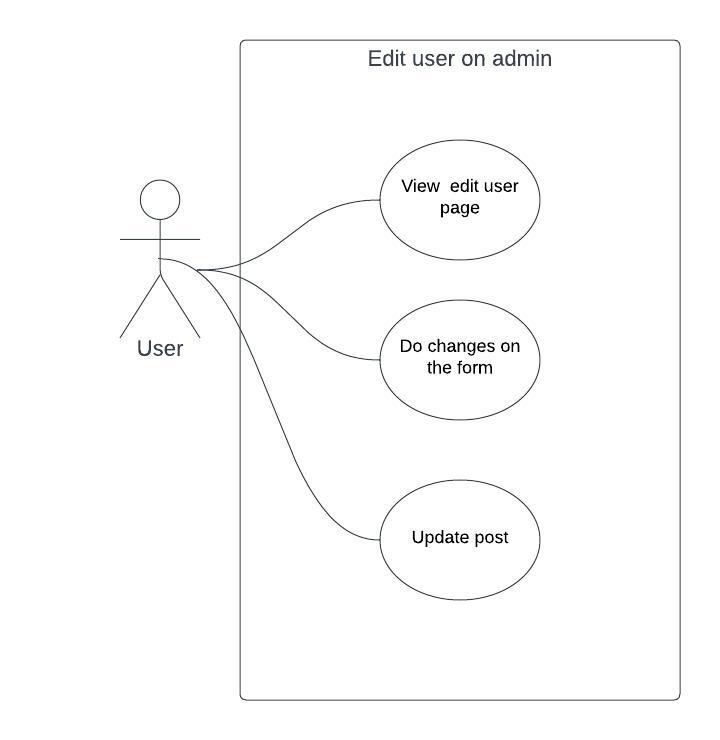 Edit user on admin
View  edit user
page
Do changes on
the form
User
Update post